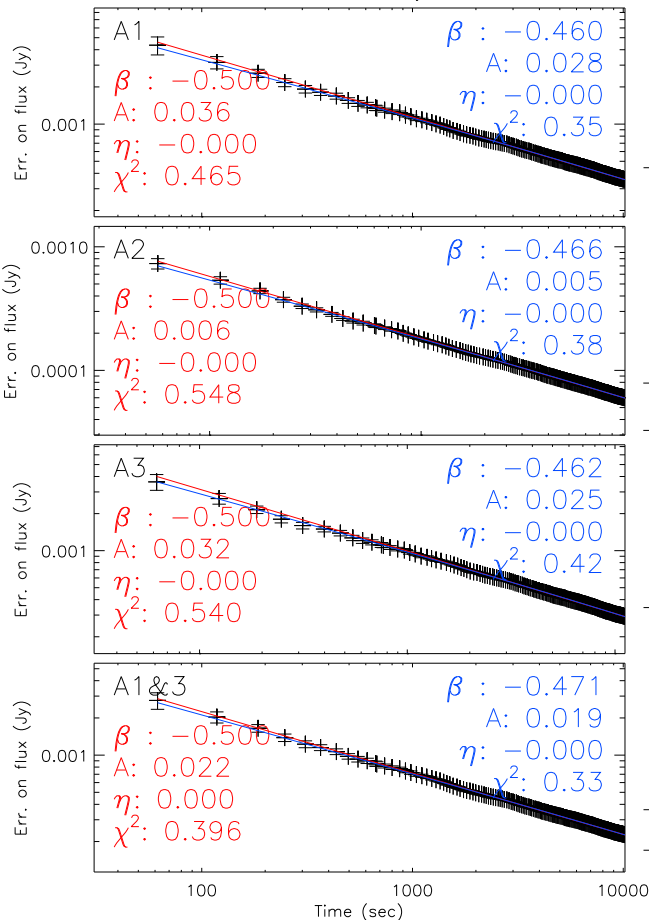 A1
β : −0.500
A: 0.036
η: −0.000
χ²: 0.465
β : −0.460
A: 0.028
η: −0.000
χ²: 0.35
0.001
Err. on flux (Jy)
A2
β : −0.500
A: 0.006
η: −0.000
χ²: 0.548
β : −0.466
A: 0.005
η: −0.000
χ²: 0.38
0.0010
0.0001
Err. on flux (Jy)
A3
β : −0.500
A: 0.032
η: −0.000
χ²: 0.540
β : −0.462
A: 0.025
η: −0.000
χ²: 0.42
0.001
Err. on flux (Jy)
A1&3
β : −0.500
A: 0.022
η: 0.000
χ²: 0.396
β : −0.471
A: 0.019
η: −0.000
χ²: 0.33
0.001
Err. on flux (Jy)
100
1000
10000
Time (sec)